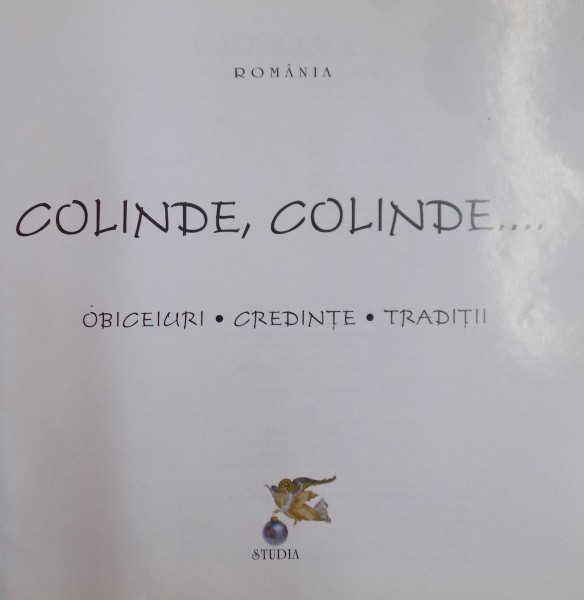 ROMÂNIA
COLINDE, COLINDE....
OBICEIURI • CREDINȚE • TRADIȚII
STUDIA